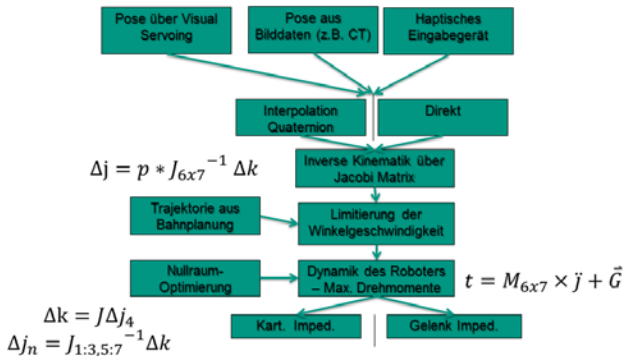 Pose über Visual
Servoing
Pose aus
Bilddaten (z.B. CT)
Haptisches
Eingabegerät
Interpolation
Quaternion
Direkt
Δj = p * J₆ₓ₇⁻¹ Δk
Inverse Kinematik über
Jacobi Matrix
Trajektorie aus
Bahnplanung
Limitierung der
Winkelgeschwindigkeit
Nullraum-
Optimierung
Dynamik des Roboters
– Max. Drehmomente
t = M₆ₓ₇ × j̈ + G⃗
Δk = JΔj₄
Δjₙ = J₁:₃,₅:₇⁻¹Δk
Kart. Imped.
Gelenk Imped.